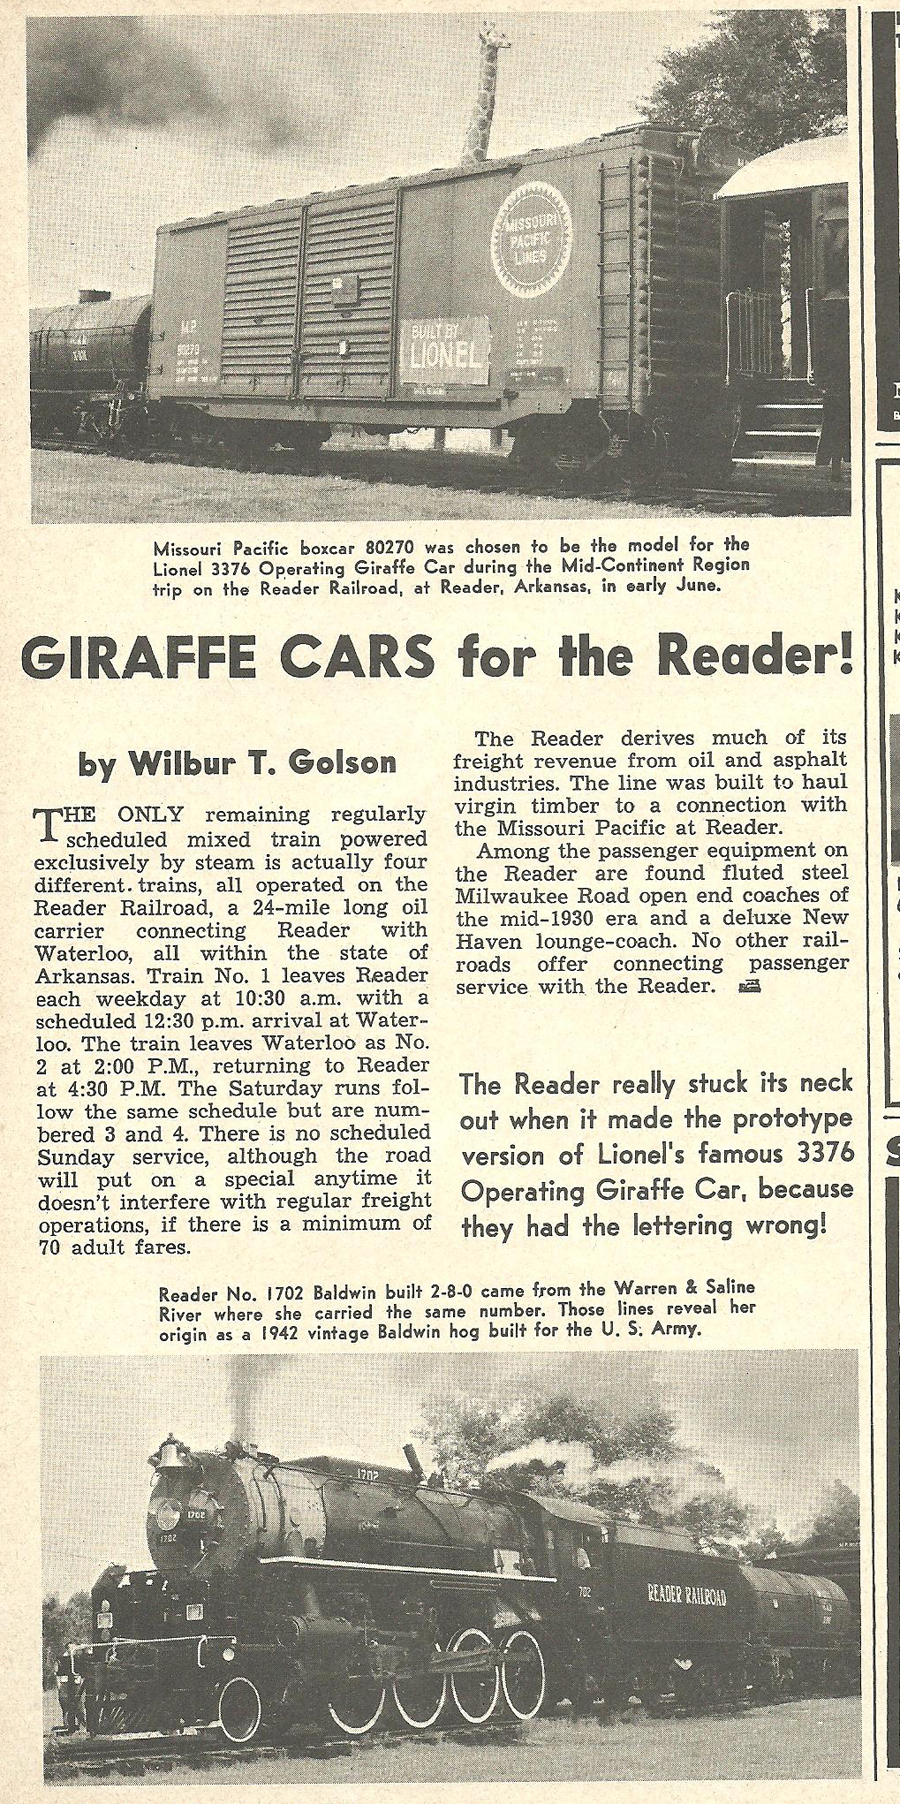 MISSOURI
PACIFIC
LINES
M.P.
80270
BUILT BY
LIONEL
Missouri Pacific boxcar 80270 was chosen to be the model for the
Lionel 3376 Operating Giraffe Car during the Mid-Continent Region
trip on the Reader Railroad, at Reader, Arkansas, in early June.
GIRAFFE CARS for the Reader!
by Wilbur T. Golson
THE ONLY remaining regularly
scheduled mixed train powered
exclusively by steam is actually four
different trains, all operated on the
Reader Railroad, a 24-mile long oil
carrier connecting Reader with
Waterloo, all within the state of
Arkansas. Train No. 1 leaves Reader
each weekday at 10:30 a.m. with a
scheduled 12:30 p.m. arrival at Water-
loo. The train leaves Waterloo as No.
2 at 2:00 P.M., returning to Reader
at 4:30 P.M. The Saturday runs fol-
low the same schedule but are num-
bered 3 and 4. There is no scheduled
Sunday service, although the road
will put on a special anytime it
doesn't interfere with regular freight
operations, if there is a minimum of
70 adult fares.
The Reader derives much of its
freight revenue from oil and asphalt
industries. The line was built to haul
virgin timber to a connection with
the Missouri Pacific at Reader.
Among the passenger equipment on
the Reader are found fluted steel
Milwaukee Road open end coaches of
the mid-1930 era and a deluxe New
Haven lounge-coach. No other rail-
roads offer connecting passenger
service with the Reader.
The Reader really stuck its neck
out when it made the prototype
version of Lionel's famous 3376
Operating Giraffe Car, because
they had the lettering wrong!
Reader No. 1702 Baldwin built 2-8-0 came from the Warren & Saline
River where she carried the same number. Those lines reveal her
origin as a 1942 vintage Baldwin hog built for the U. S. Army.
1702
1702
1702
702
READER RAILROAD